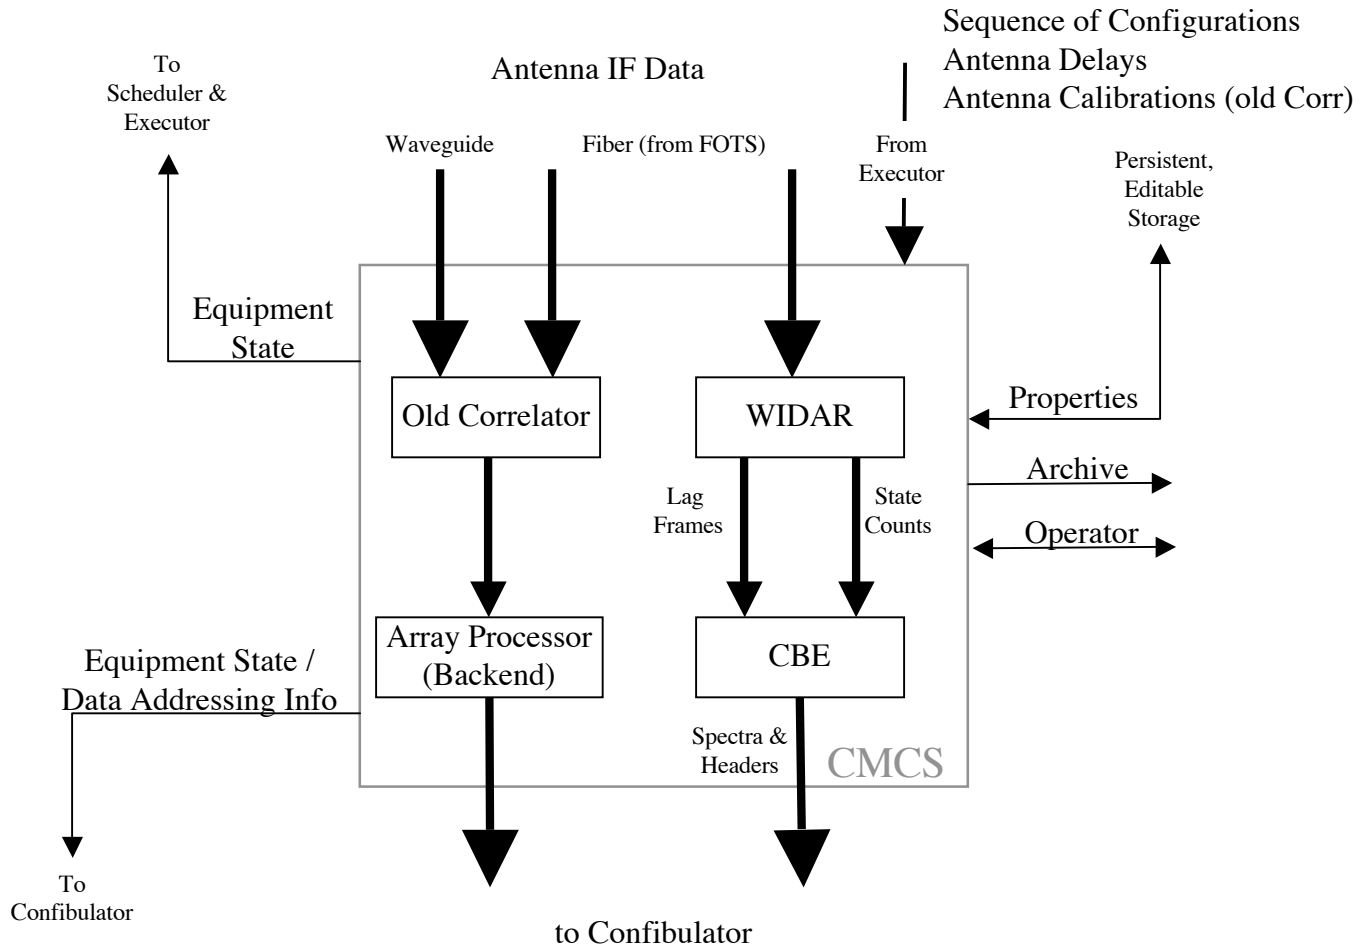 Sequence of Configurations
Antenna Delays
Antenna Calibrations (old Corr)
To
Scheduler &
Executor
Antenna IF Data
Waveguide
Fiber (from FOTS)
From
Executor
Persistent,
Editable
Storage
Equipment
State
Old Correlator
WIDAR
Properties
Archive
Operator
Lag
Frames
State
Counts
Array Processor
(Backend)
CBE
Equipment State /
Data Addressing Info
Spectra &
Headers
CMCS
To
Confibulator
to Confibulator